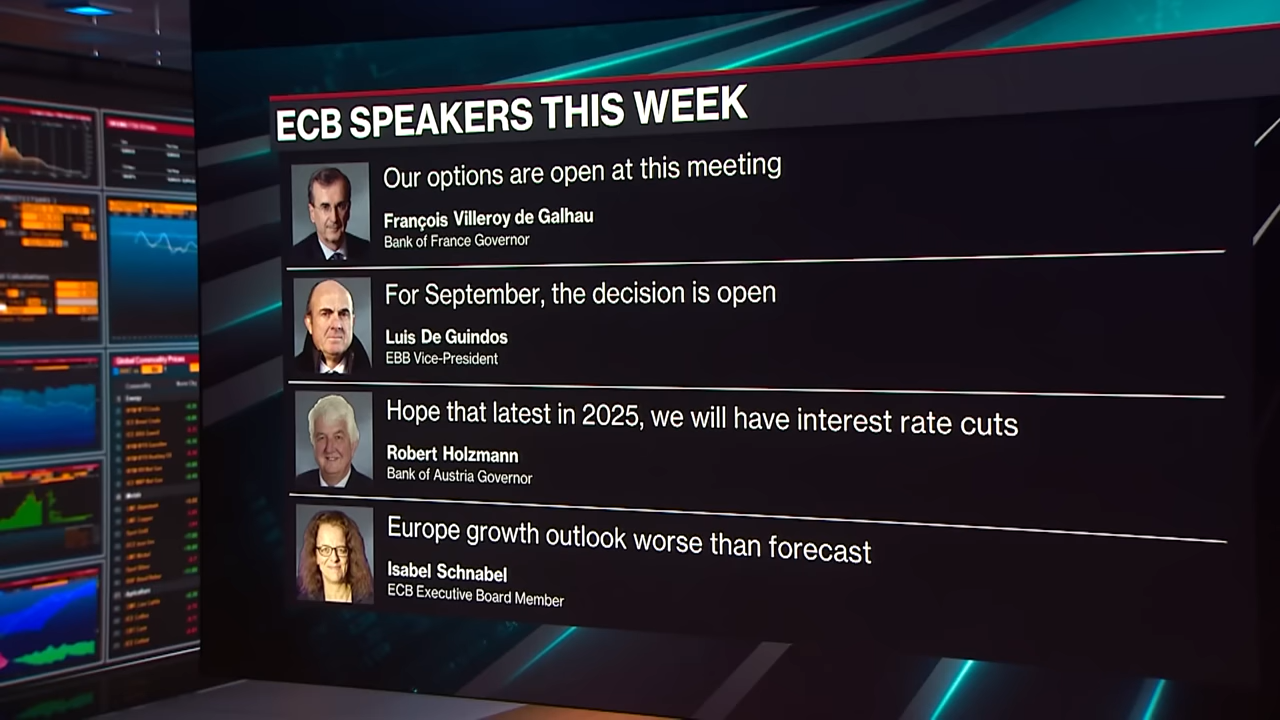 Global Commodity Prices
ECB SPEAKERS THIS WEEK
Our options are open at this meeting
François Villeroy de Galhau
Bank of France Governor
For September, the decision is open
Luis De Guindos
EBB Vice-President
Hope that latest in 2025, we will have interest rate cuts
Robert Holzmann
Bank of Austria Governor
Europe growth outlook worse than forecast
Isabel Schnabel
ECB Executive Board Member